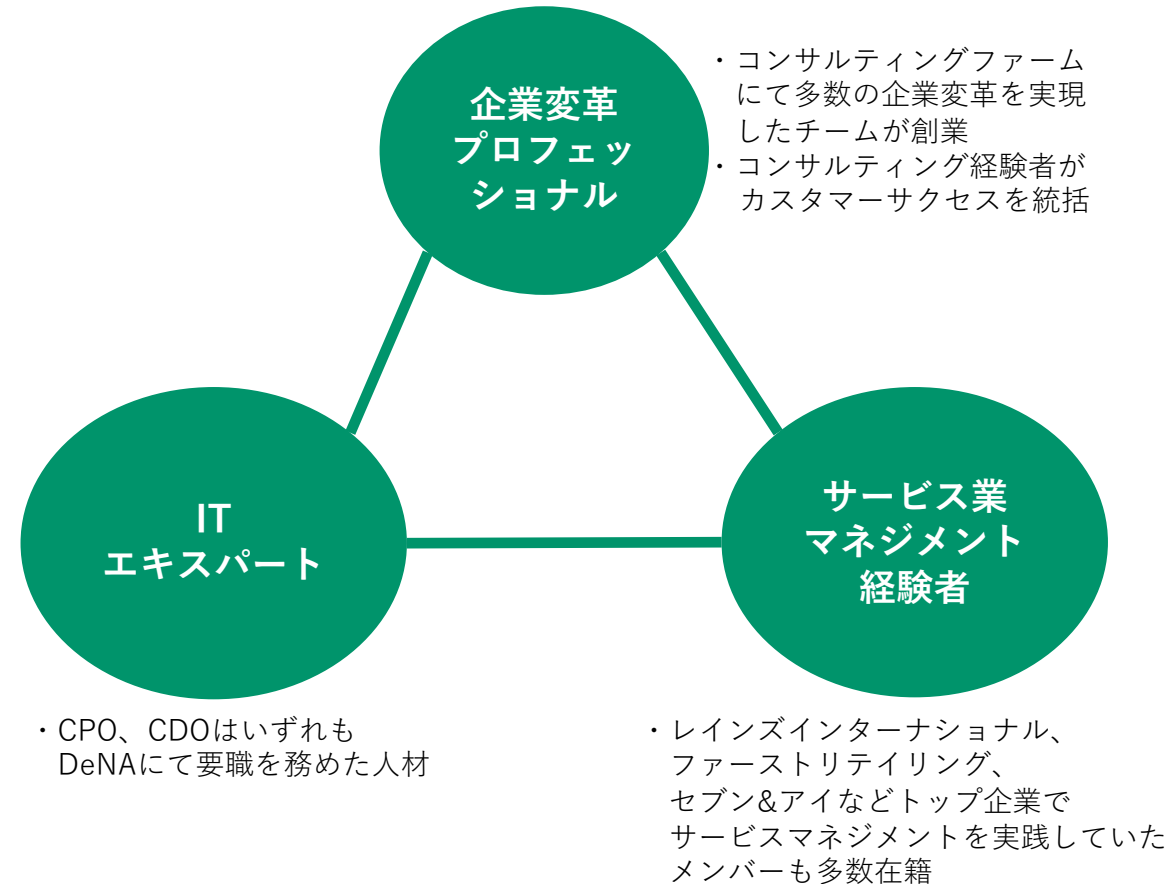 企業変革
プロフェッ
ショナル
・コンサルティングファーム
にて多数の企業変革を実現
したチームが創業
・コンサルティング経験者が
カスタマーサクセスを統括
IT
エキスパート
サービス業
マネジメント
経験者
・CPO、CDOはいずれも
DeNAにて要職を務めた人材
・レインズインターナショナル、
ファーストリテイリング、
セブン&アイなどトップ企業で
サービスマネジメントを実践していた
メンバーも多数在籍